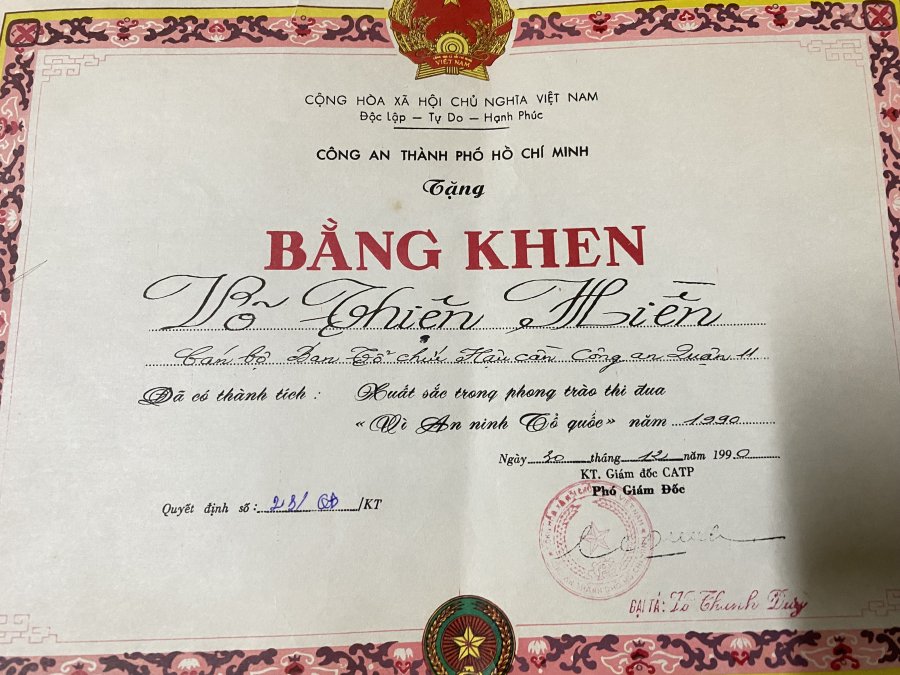 VIỆT NAM
CỘNG HÒA XÃ HỘI CHỦ NGHĨA VIỆT NAM
Độc Lập — Tự Do — Hạnh Phúc
CÔNG AN THÀNH PHỐ HỒ CHÍ MINH
Tặng
BẰNG KHEN
Võ Thiện Miễn
Cán bộ Ban Tổ chức Hậu cần Công an Quận 11
Đã có thành tích : Xuất sắc trong phong trào thi đua
«Vì An ninh Tổ quốc» năm 1990
Ngày 30 tháng 12 năm 1990
KT. Giám đốc CATP
Phó Giám Đốc
Quyết định số : 23/ QĐ /KT
ĐẠI TÁ: Võ Duy